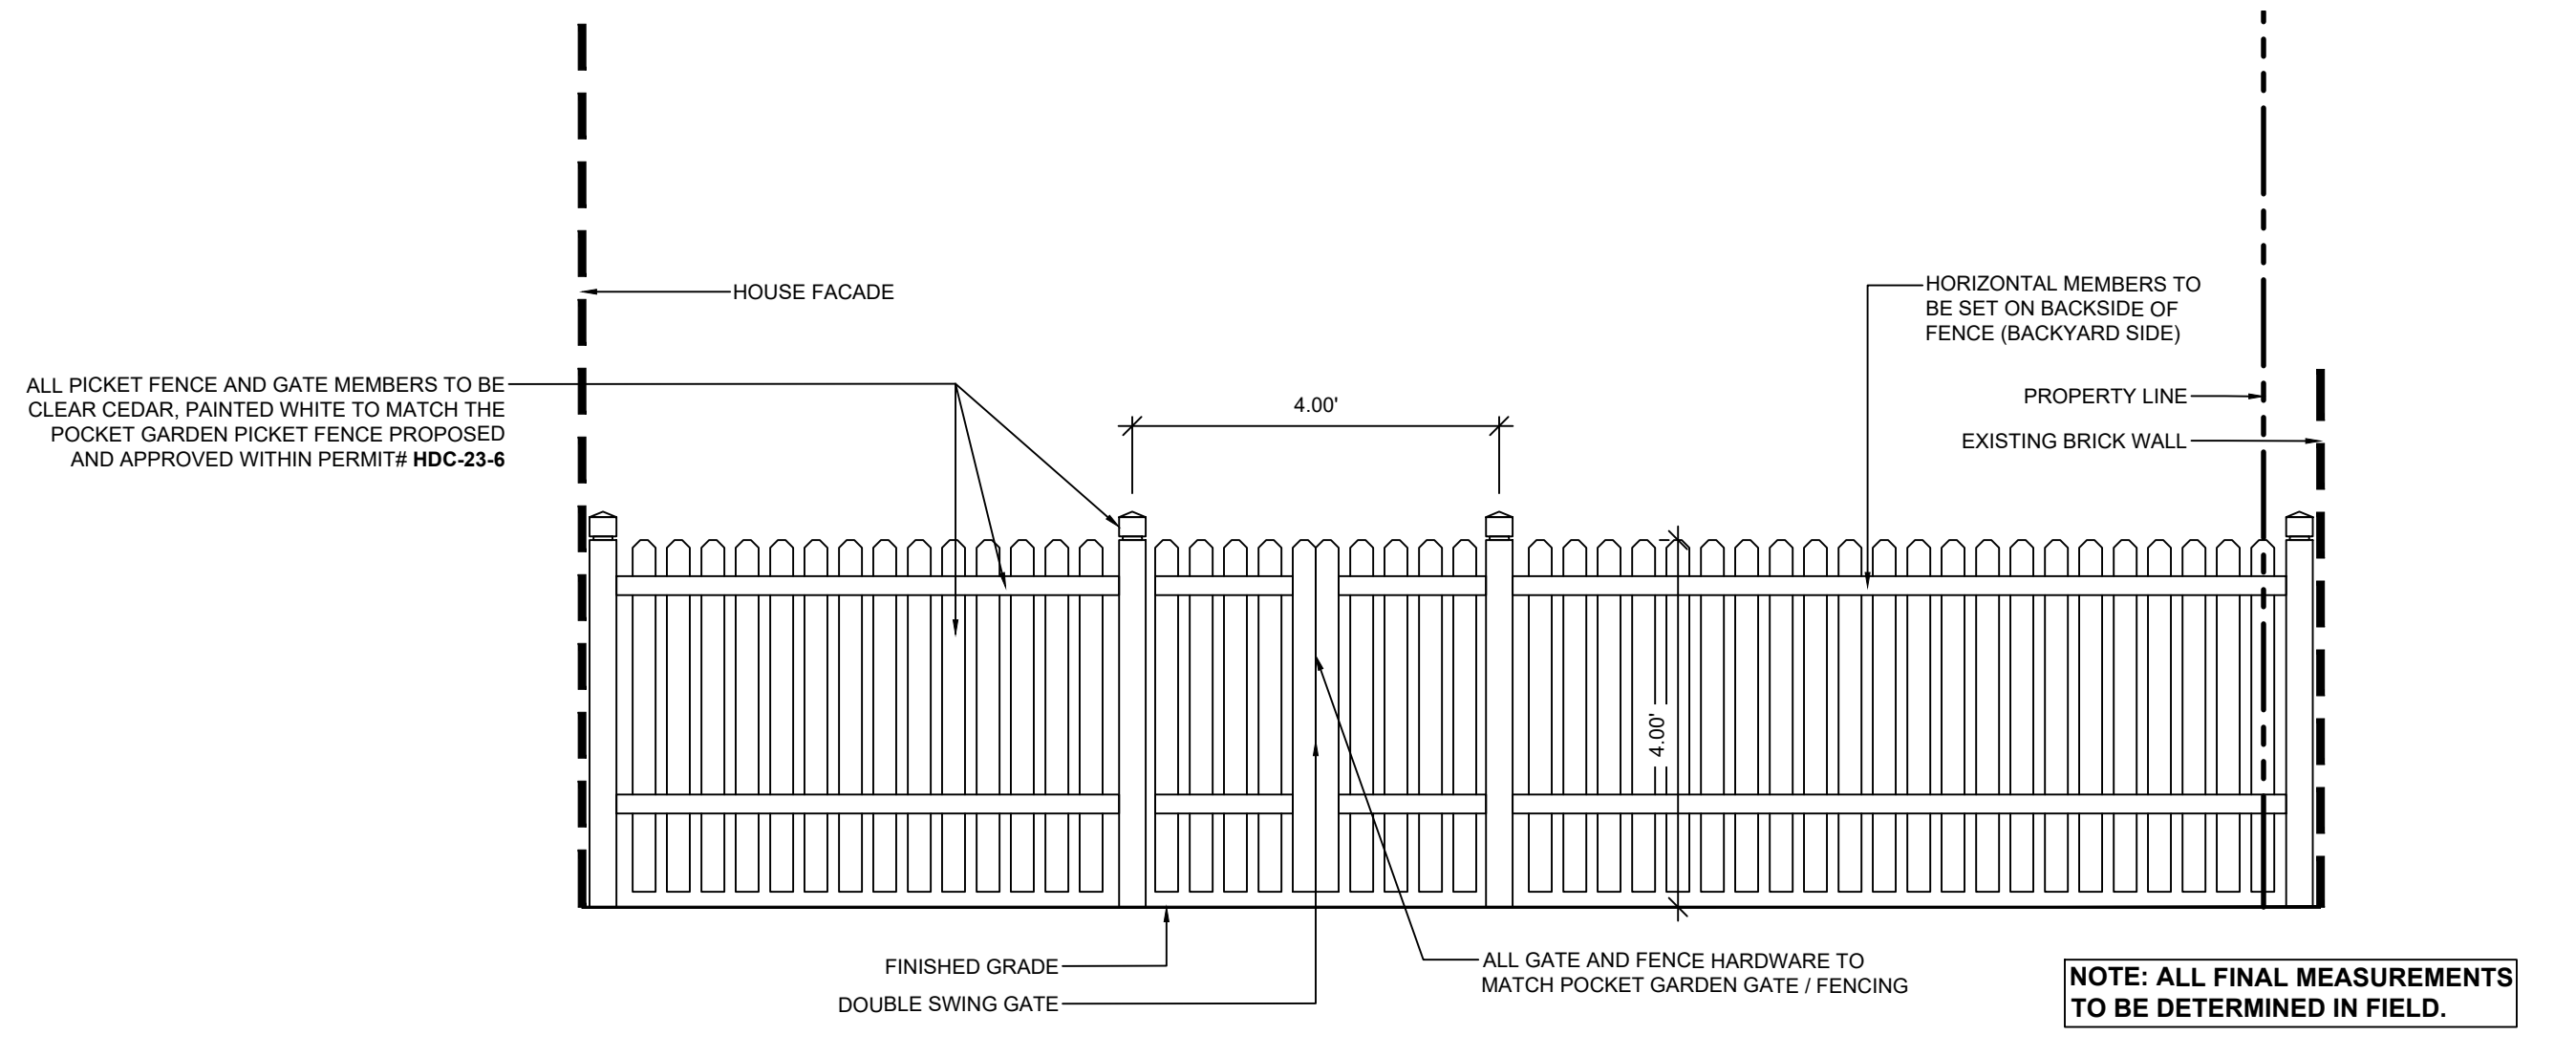 HOUSE FACADE
HORIZONTAL MEMBERS TO
BE SET ON BACKSIDE OF
FENCE (BACKYARD SIDE)
ALL PICKET FENCE AND GATE MEMBERS TO BE
CLEAR CEDAR, PAINTED WHITE TO MATCH THE
POCKET GARDEN PICKET FENCE PROPOSED
AND APPROVED WITHIN PERMIT# HDC-23-6
4.00'
PROPERTY LINE
EXISTING BRICK WALL
4.00'
FINISHED GRADE
DOUBLE SWING GATE
ALL GATE AND FENCE HARDWARE TO
MATCH POCKET GARDEN GATE / FENCING
NOTE: ALL FINAL MEASUREMENTS
TO BE DETERMINED IN FIELD.